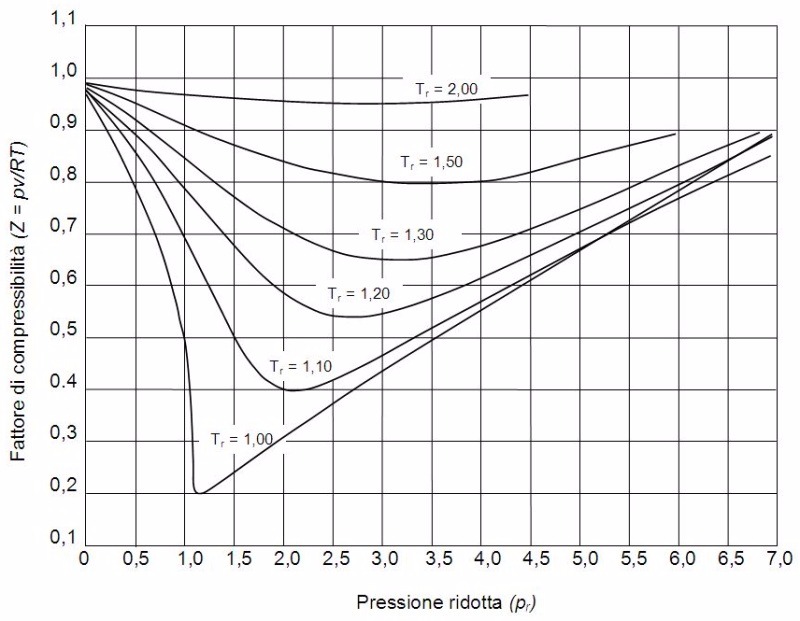 1,1
1,0
0,9
0,8
0,7
0,6
0,5
0.4
0,3
0,2
0,1
Fattore di compressibilità (Z = pv/RT)
Tr = 2,00
Tr = 1,50
Tr = 1,30
Tr = 1,20
Tr = 1,10
Tr = 1,00
0 0,5 1,0 1,5 2,0 2,5 3,0 3,5 4,0 4,5 5,0 5,5 6,0 6,5 7,0
Pressione ridotta (pr)